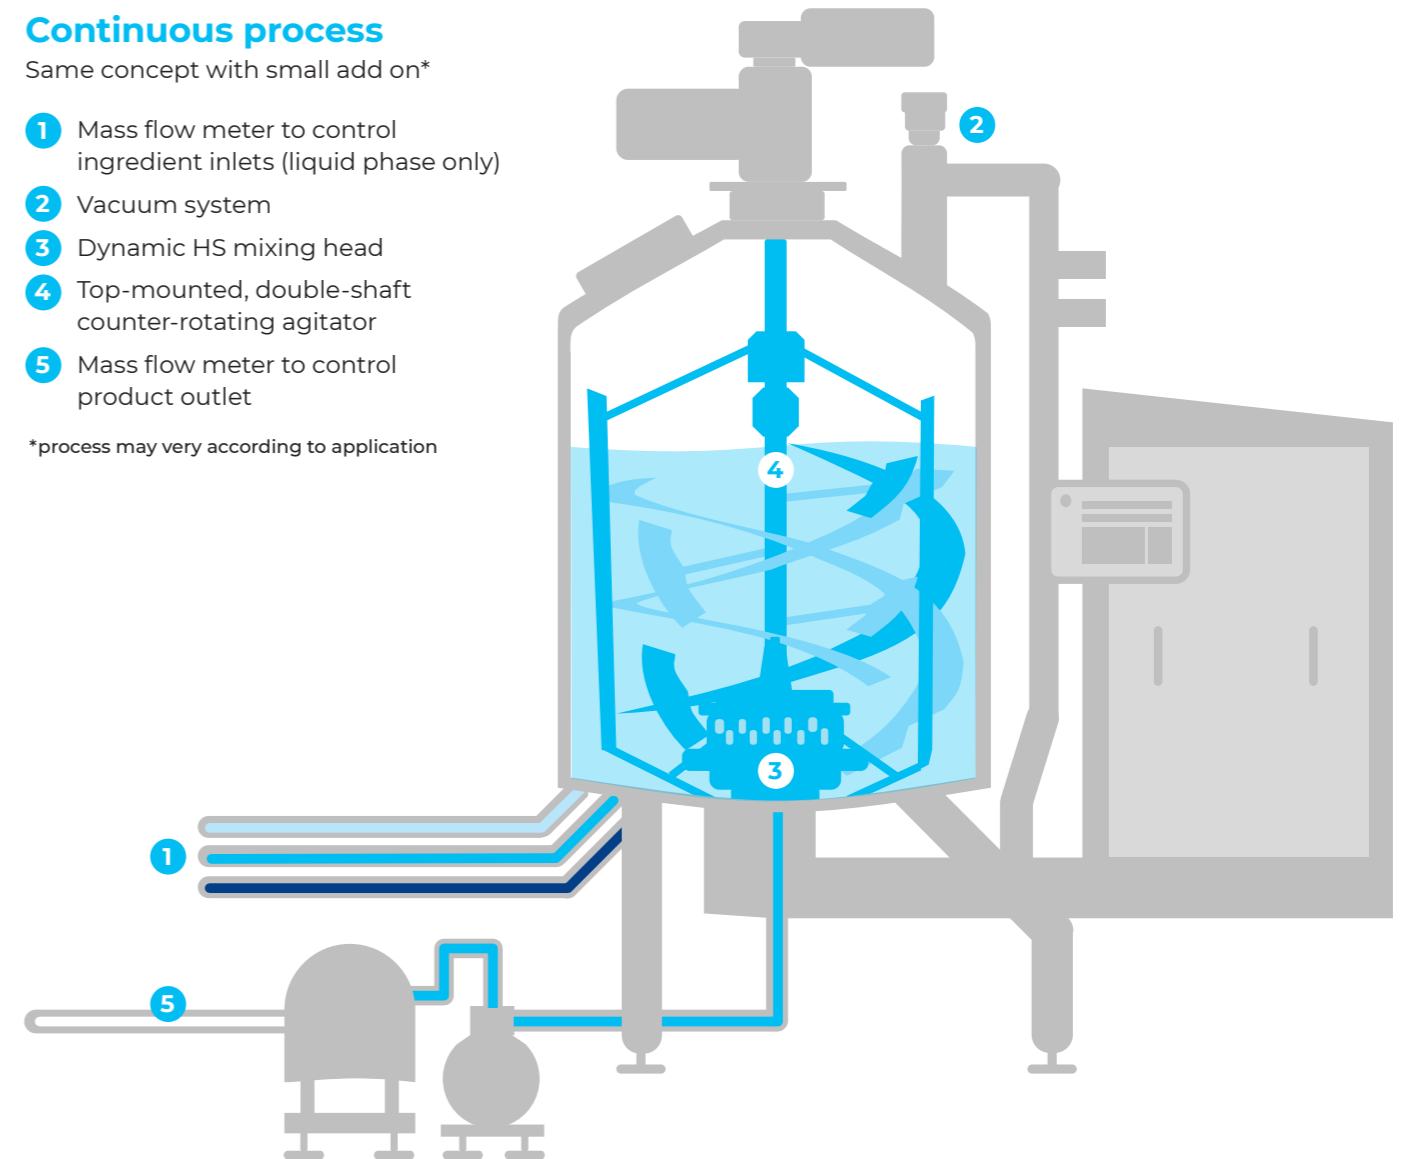 Continuous process
Same concept with small add on*
1 Mass flow meter to control
ingredient inlets (liquid phase only)
2 Vacuum system
3 Dynamic HS mixing head
4 Top-mounted, double-shaft
counter-rotating agitator
5 Mass flow meter to control
product outlet
*process may very according to application
2
4
3
1
5